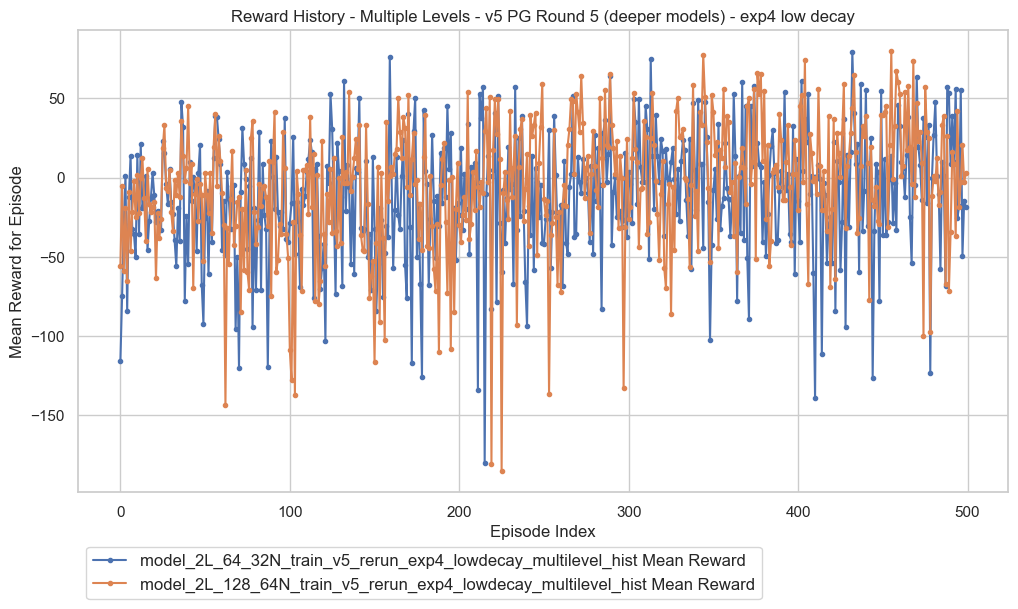 Reward History - Multiple Levels - v5 PG Round 5 (deeper models) - exp4 low decay
Mean Reward for Episode
50
0
−50
−100
−150
0 100 200 300 400 500
Episode Index
model_2L_64_32N_train_v5_rerun_exp4_lowdecay_multilevel_hist Mean Reward
model_2L_128_64N_train_v5_rerun_exp4_lowdecay_multilevel_hist Mean Reward